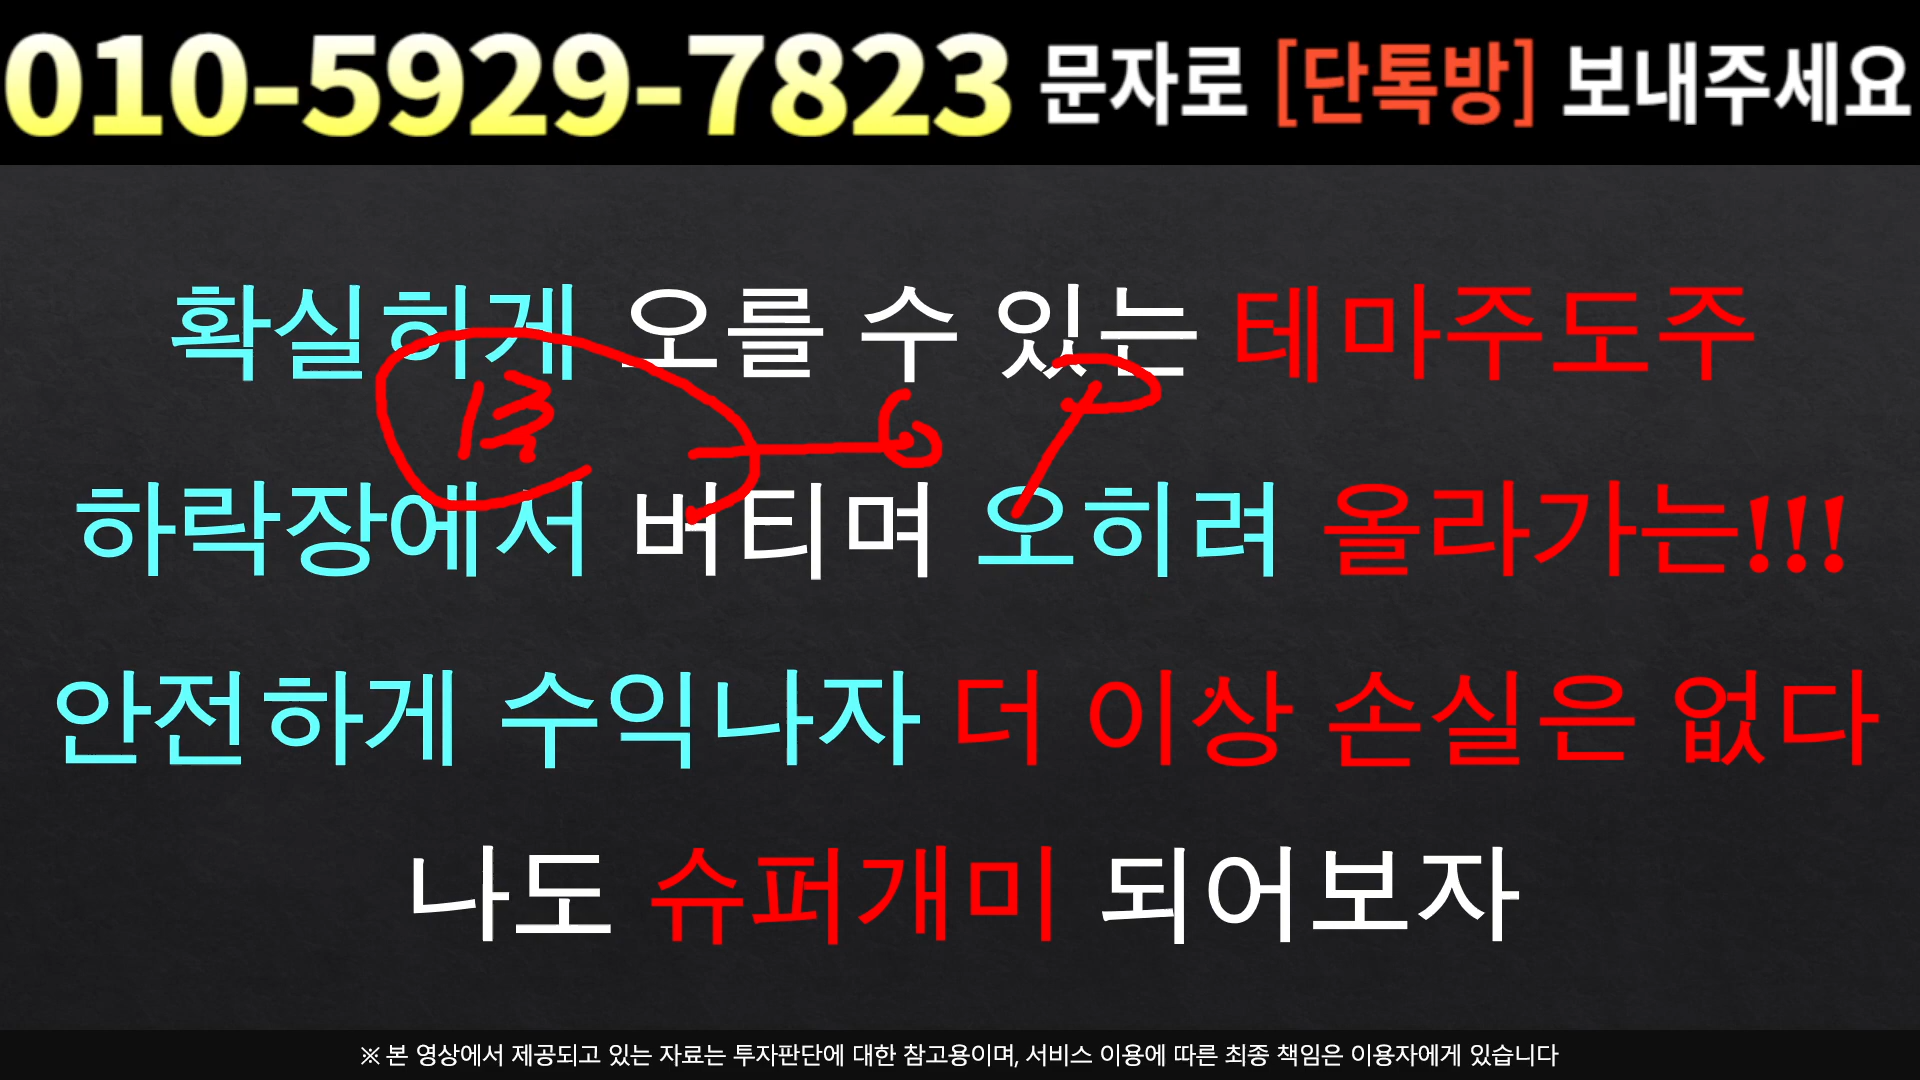 010-5929-7823 문자로 [단톡방] 보내주세요
확실하게 오를 수 있는 테마주도주
13
하락장에서 버티며 오히려 올라가는!!!
안전하게 수익나자 더 이상 손실은 없다
나도 슈퍼개미 되어보자
※ 본 영상에서 제공되고 있는 자료는 투자판단에 대한 참고용이며, 서비스 이용에 따른 최종 책임은 이용자에게 있습니다